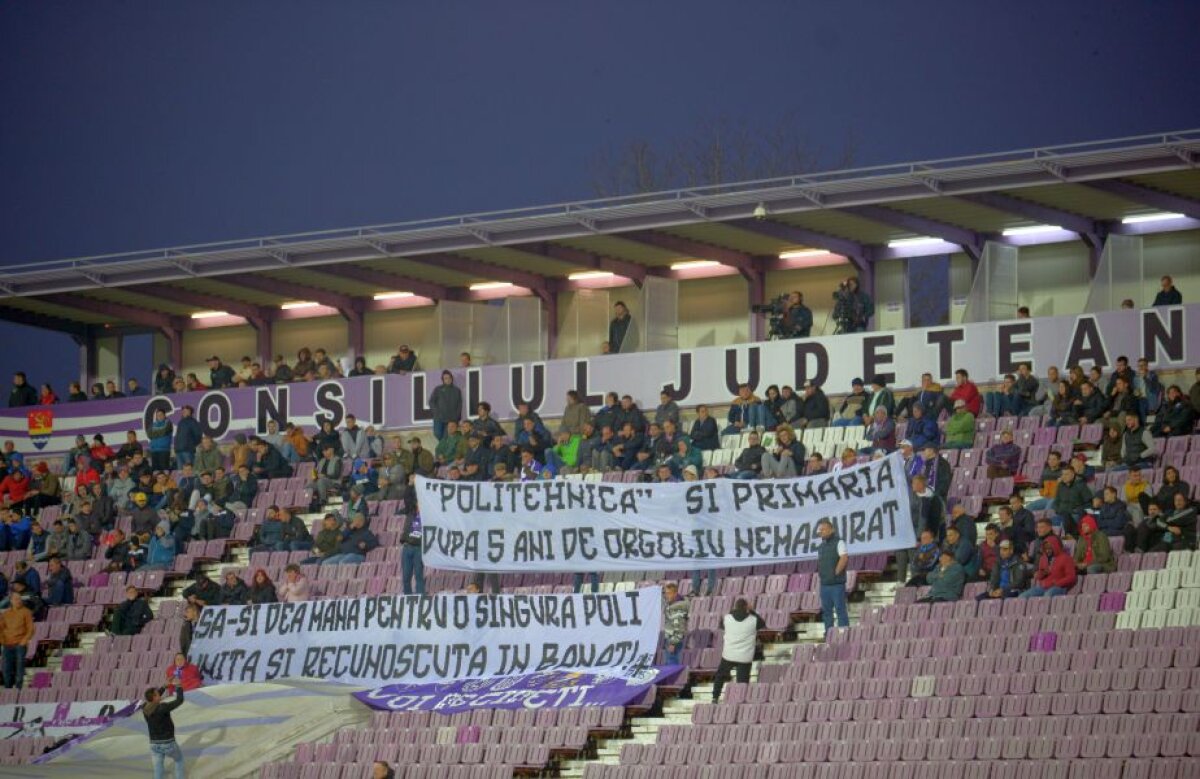 CONSILIUL JUDETEAN
"POLITEHNICA" SI PRIMARIA
DUPA 5 ANI DE ORGOLIU NEMASURAT
SA-SI DEA MANA PENTRU O SINGURA POLI
SI RECUNOSCUTA IN BANAT!